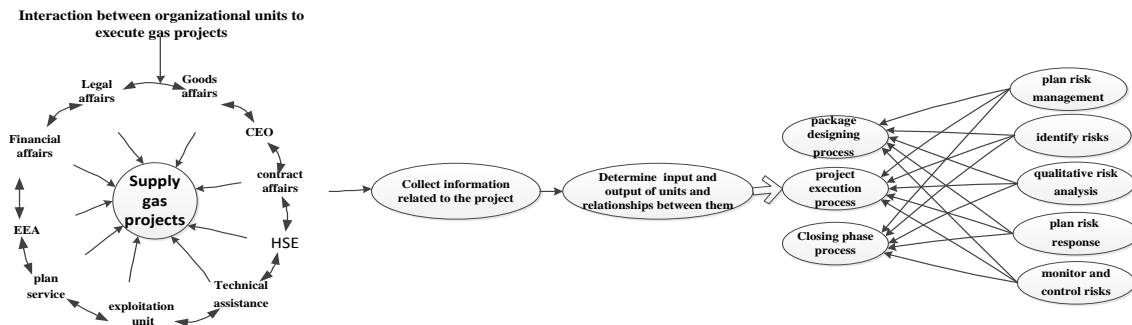 Interaction between organizational units to
execute gas projects
Legal
affairs
Goods
affairs
Financial
affairs
CEO
contract
affairs
Supply
gas
projects
EEA
HSE
plan
service
exploitation
unit
Technical
assistance
Collect information
related to the project
Determine input and
output of units and
relationships between them
package
designing
process
project
execution
process
Closing phase
process
plan risk
management
identify risks
qualitative risk
analysis
plan risk
response
monitor and
control risks